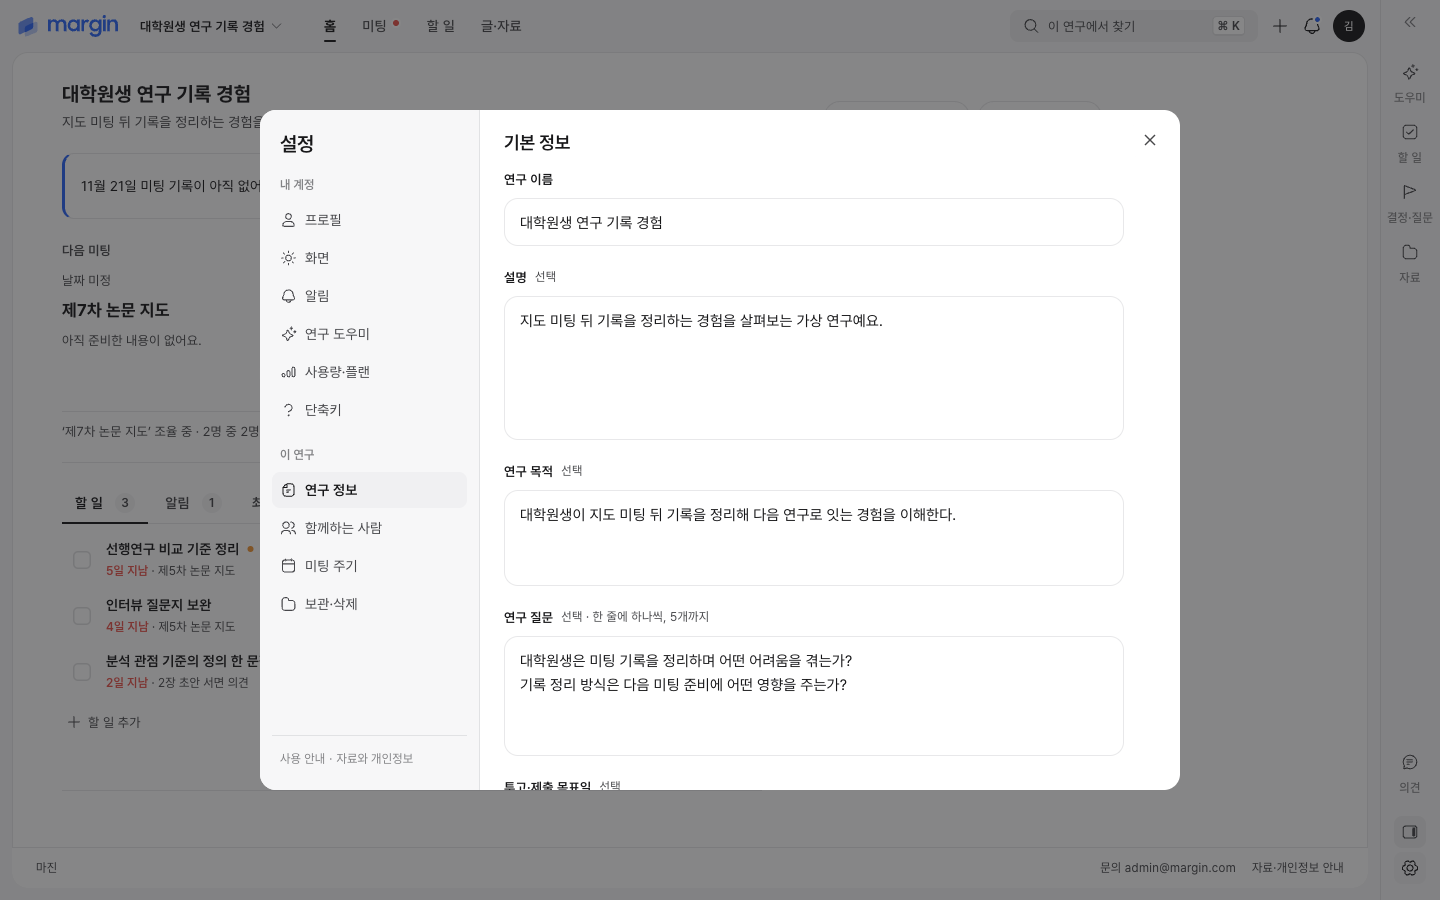 margin
대학원생 연구 기록 경험
홈
미팅
할 일
글·자료
이 연구에서 찾기
⌘ K
김
대학원생 연구 기록 경험
지도 미팅 뒤 기록을 정리하는 경험을
11월 21일 미팅 기록이 아직 없어
다음 미팅
날짜 미정
제7차 논문 지도
아직 준비한 내용이 없어요.
‘제7차 논문 지도’ 조율 중 · 2명 중 2명
할 일 3
알림 1
선행연구 비교 기준 정리
5일 지남 · 제5차 논문 지도
인터뷰 질문지 보완
4일 지남 · 제5차 논문 지도
분석 관점 기준의 정의 한 문
2일 지남 · 2장 초안 서면 의견
할 일 추가
설정
내 계정
프로필
화면
알림
연구 도우미
사용량·플랜
단축키
이 연구
연구 정보
함께하는 사람
미팅 주기
보관·삭제
사용 안내 · 자료와 개인정보
기본 정보
연구 이름
대학원생 연구 기록 경험
설명 선택
지도 미팅 뒤 기록을 정리하는 경험을 살펴보는 가상 연구예요.
연구 목적 선택
대학원생이 지도 미팅 뒤 기록을 정리해 다음 연구로 잇는 경험을 이해한다.
연구 질문 선택 · 한 줄에 하나씩, 5개까지
대학원생은 미팅 기록을 정리하며 어떤 어려움을 겪는가?
기록 정리 방식은 다음 미팅 준비에 어떤 영향을 주는가?
투고·제출 목표일 선택
도우미
할 일
결정·질문
자료
의견
마진
문의 admin@margin.com
자료·개인정보 안내